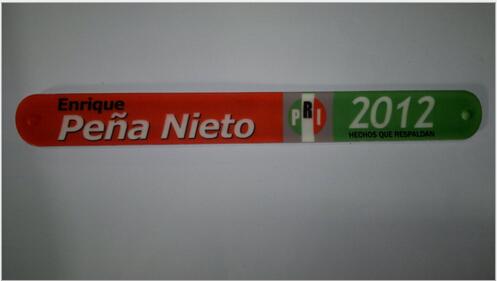 Enrique
Peña Nieto
PRI
2012
HECHOS QUE RESPALDAN